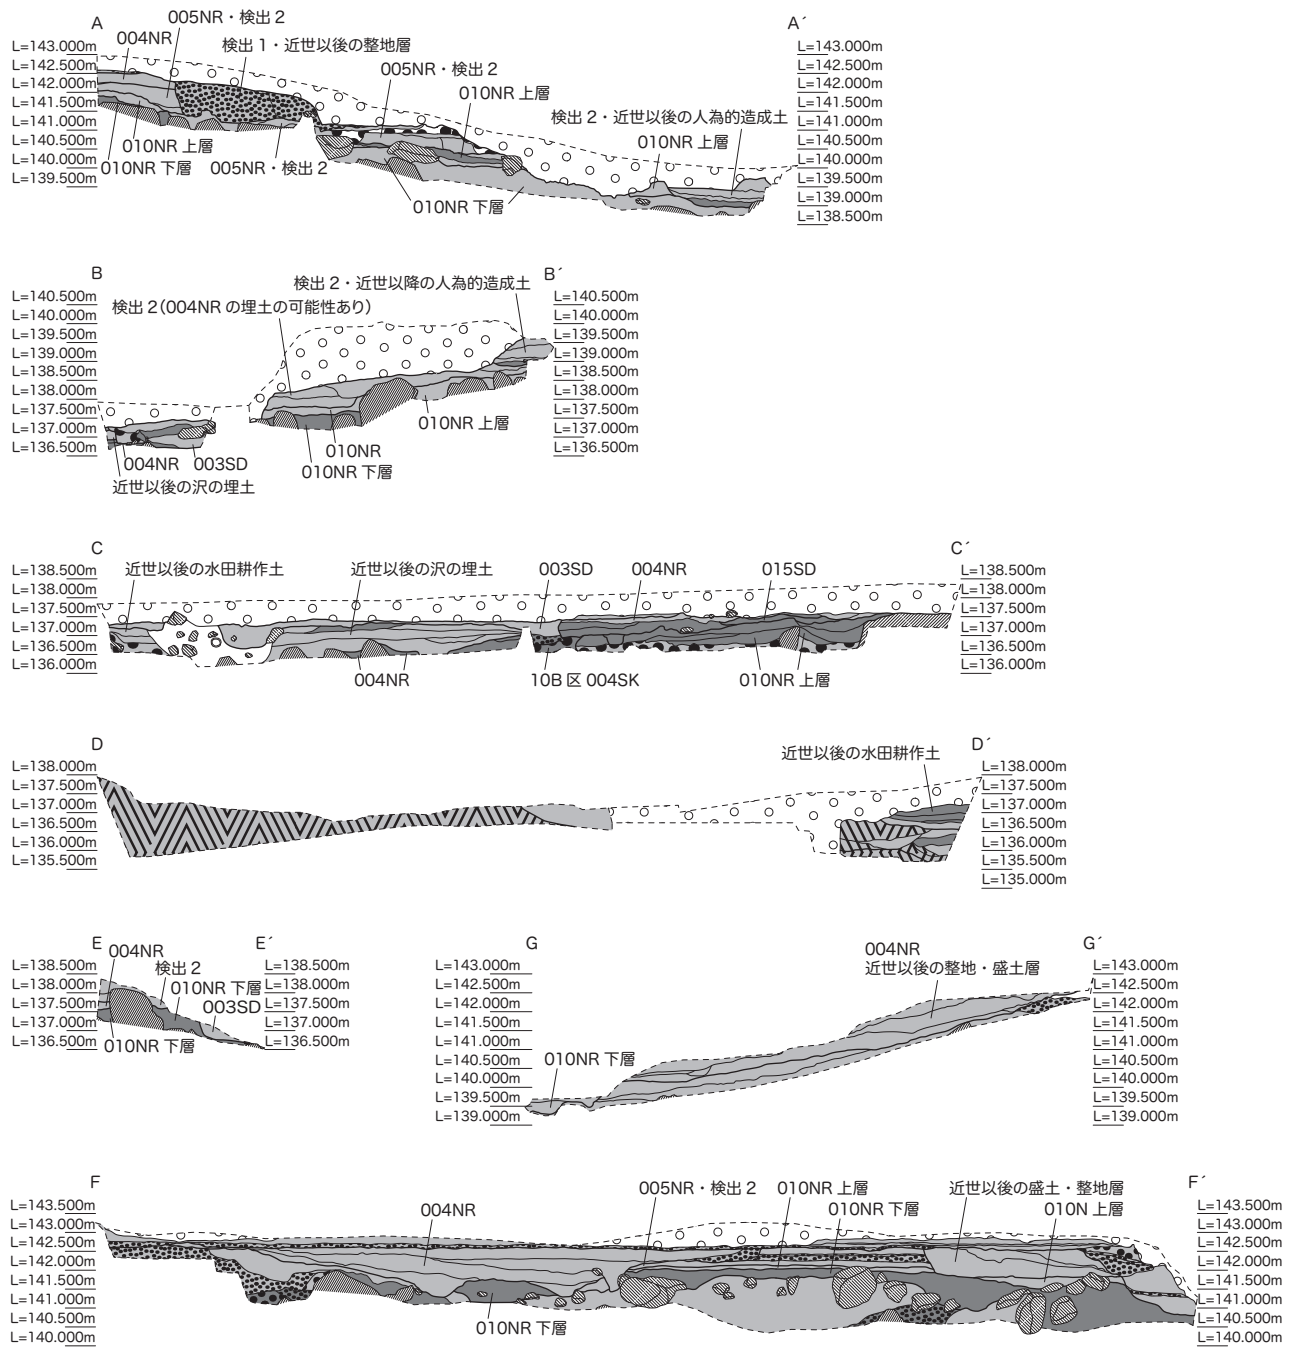 A
A´
005NR・検出２
004NR
検出１・近世以後の整地層
005NR・検出２
010NR 上層
検出２・近世以後の人為的造成土
010NR 上層
L=143.000m
L=142.500m
L=142.000m
L=141.500m
L=141.000m
L=140.500m
L=140.000m
L=139.500m
010NR 上層
010NR 下層
005NR・検出２
010NR 下層
L=143.000m
L=142.500m
L=142.000m
L=141.500m
L=141.000m
L=140.500m
L=140.000m
L=139.500m
L=139.000m
L=138.500m
B
B´
検出２・近世以降の人為的造成土
検出２(004NR の埋土の可能性あり)
L=140.500m
L=140.000m
L=139.500m
L=139.000m
L=138.500m
L=138.000m
L=137.500m
L=137.000m
L=136.500m
010NR 上層
010NR
010NR 下層
004NR
003SD
近世以後の沢の埋土
L=140.500m
L=140.000m
L=139.500m
L=139.000m
L=138.500m
L=138.000m
L=137.500m
L=137.000m
L=136.500m
C
C´
近世以後の水田耕作土
近世以後の沢の埋土
003SD
004NR
015SD
L=138.500m
L=138.000m
L=137.500m
L=137.000m
L=136.500m
L=136.000m
004NR
10B 区 004SK
010NR 上層
L=138.500m
L=138.000m
L=137.500m
L=137.000m
L=136.500m
L=136.000m
D
D´
近世以後の水田耕作土
L=138.000m
L=137.500m
L=137.000m
L=136.500m
L=136.000m
L=135.500m
L=138.000m
L=137.500m
L=137.000m
L=136.500m
L=136.000m
L=135.500m
L=135.000m
E
E´
004NR
検出２
010NR 下層
003SD
L=138.500m
L=138.000m
L=137.500m
L=137.000m
L=136.500m
010NR 下層
L=138.500m
L=138.000m
L=137.500m
L=137.000m
L=136.500m
G
G´
004NR
近世以後の整地・盛土層
L=143.000m
L=142.500m
L=142.000m
L=141.500m
L=141.000m
L=140.500m
L=140.000m
L=139.500m
L=139.000m
010NR 下層
L=143.000m
L=142.500m
L=142.000m
L=141.500m
L=141.000m
L=140.500m
L=140.000m
L=139.500m
L=139.000m
F
F´
004NR
005NR・検出２
010NR 上層
010NR 下層
近世以後の盛土・整地層
010N 上層
L=143.500m
L=143.000m
L=142.500m
L=142.000m
L=141.500m
L=141.000m
L=140.500m
L=140.000m
010NR 下層
L=143.500m
L=143.000m
L=142.500m
L=142.000m
L=141.500m
L=141.000m
L=140.500m
L=140.000m